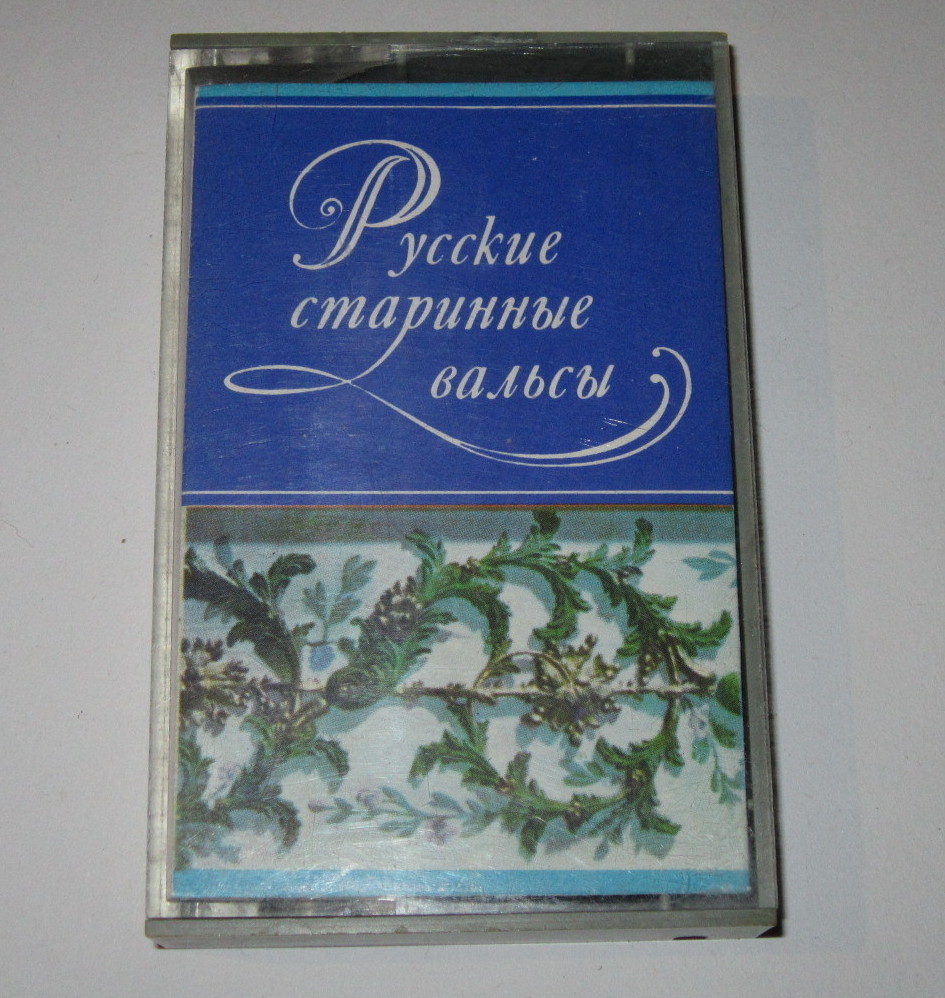 Русские
старинные
вальсы